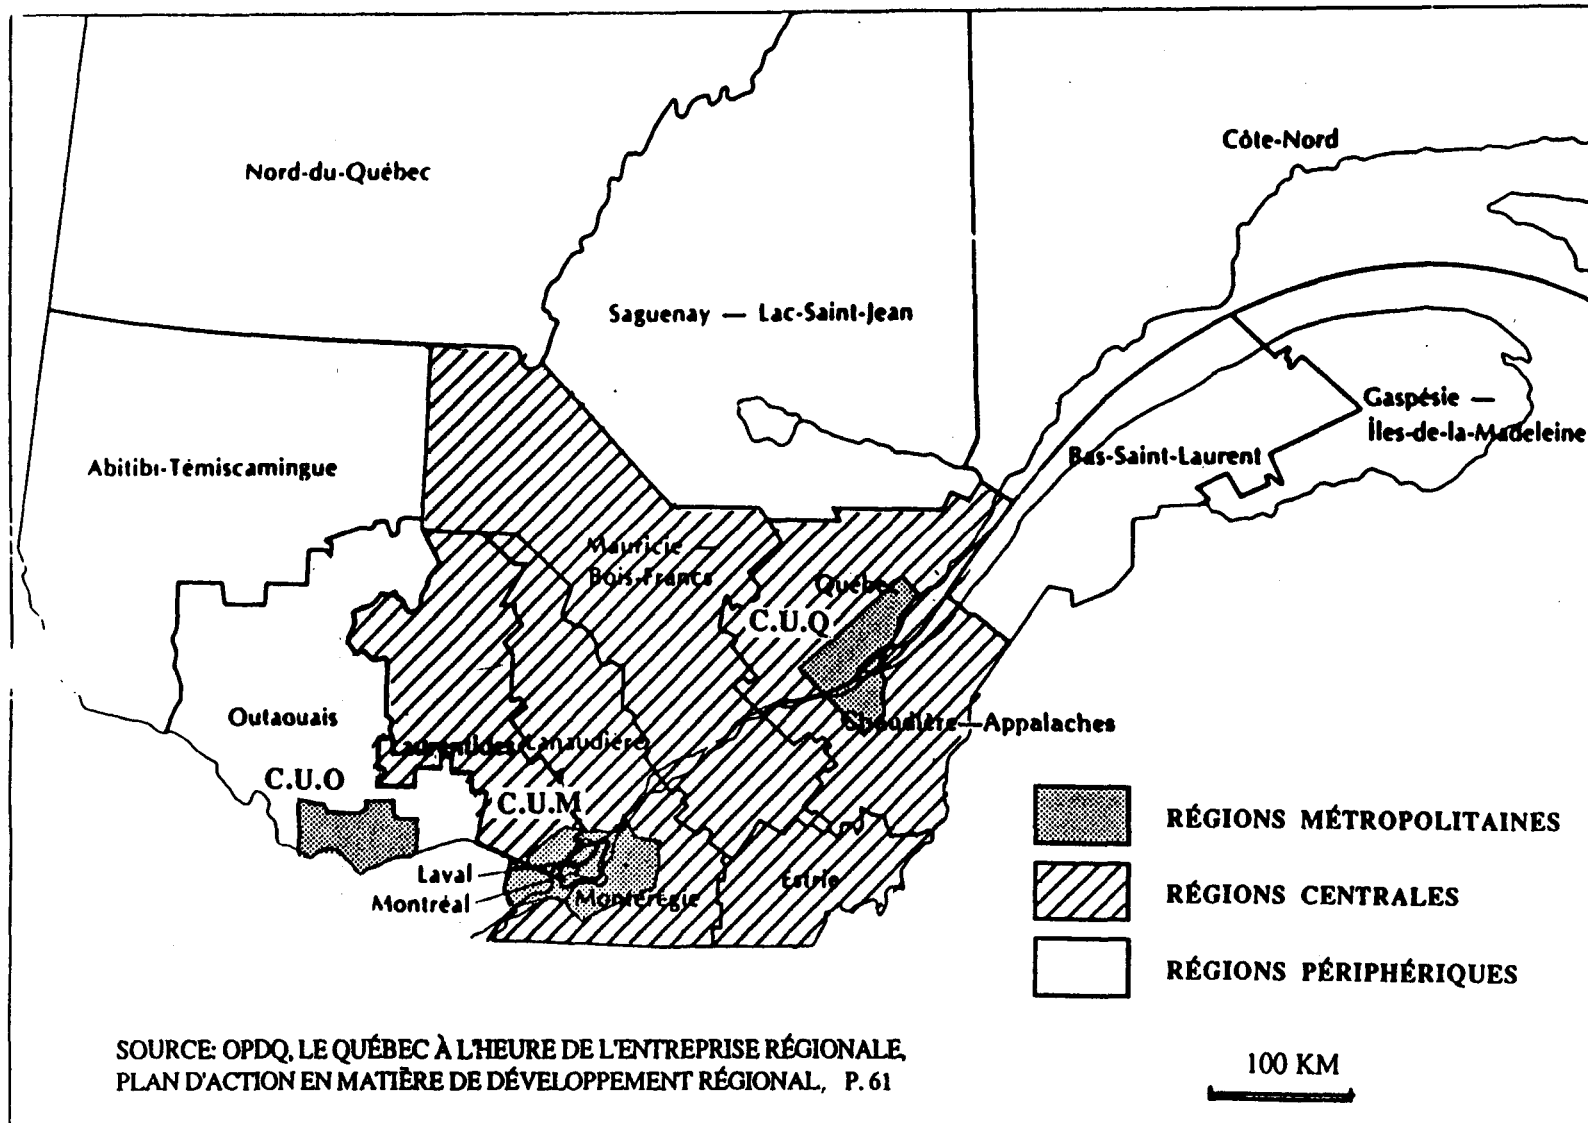 Nord-du-Québec
Côte-Nord
Saguenay — Lac-Saint-Jean
Gaspésie —
Îles-de-la-Madeleine
Bas-Saint-Laurent
Abitibi-Témiscamingue
Mauricie —
Bois-Francs
Québec
C.U.Q
Outaouais
Chaudière—Appalaches
Laurentides
Lanaudière
C.U.O
C.U.M
Laval
Montréal
Montérégie
Estrie
RÉGIONS MÉTROPOLITAINES
RÉGIONS CENTRALES
RÉGIONS PÉRIPHÉRIQUES
SOURCE: OPDQ, LE QUÉBEC À L'HEURE DE L'ENTREPRISE RÉGIONALE,
PLAN D'ACTION EN MATIÈRE DE DÉVELOPPEMENT RÉGIONAL, P. 61
100 KM